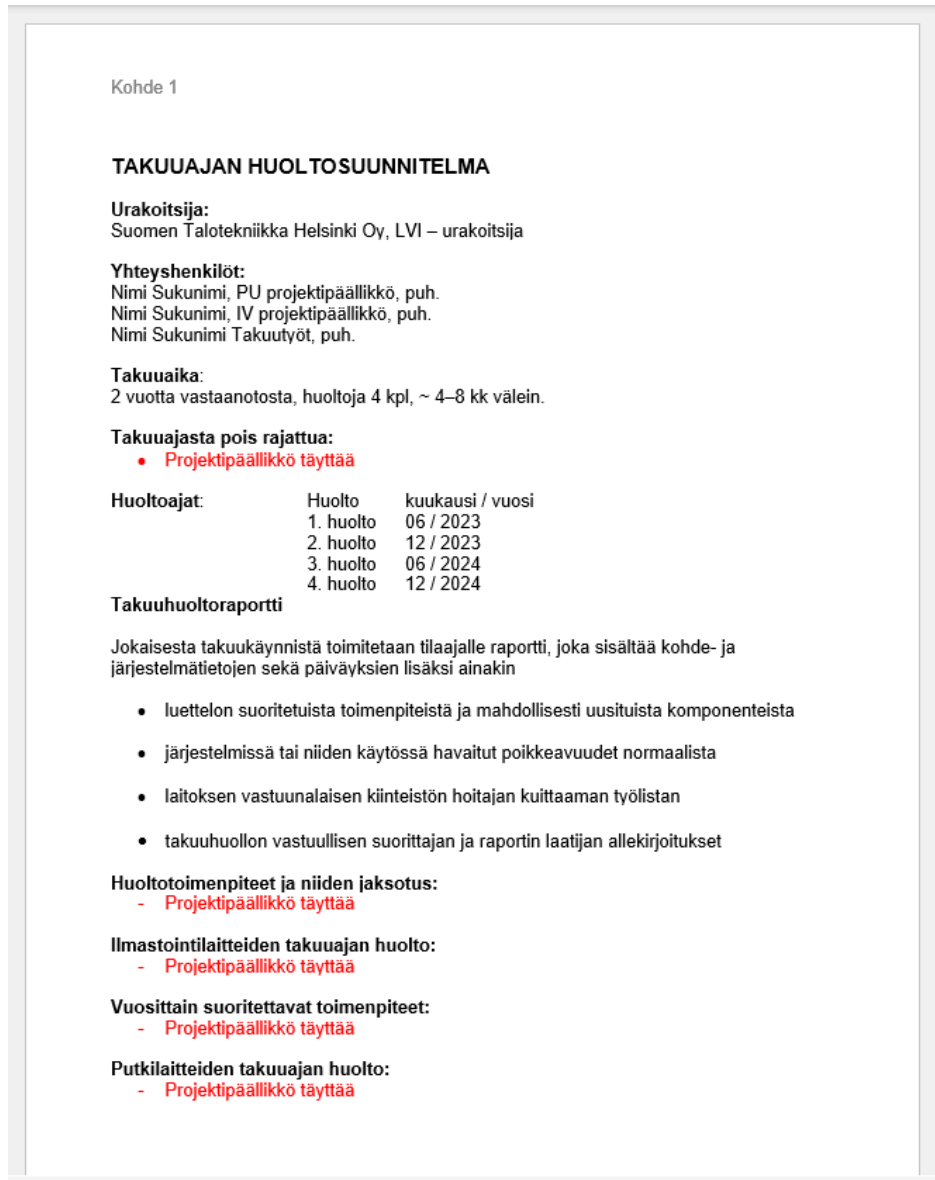 Kohde 1
TAKUUAJAN HUOLTOSUUNNITELMA
Urakoitsija:
Suomen Talotekniikka Helsinki Oy, LVI – urakoitsija
Yhteyshenkilöt:
Nimi Sukunimi, PU projektipäällikkö, puh.
Nimi Sukunimi, IV projektipäällikkö, puh.
Nimi Sukunimi Takuutyöt, puh.
Takuuaika:
2 vuotta vastaanotosta, huoltoja 4 kpl, ~ 4–8 kk välein.
Takuuajasta pois rajattua:
• Projektipäällikkö täyttää
Huoltoajat: Huolto kuukausi / vuosi
1. huolto 06 / 2023
2. huolto 12 / 2023
3. huolto 06 / 2024
4. huolto 12 / 2024
Takuuhuoltoraportti
Jokaisesta takuukäynnistä toimitetaan tilaajalle raportti, joka sisältää kohde- ja
järjestelmätietojen sekä päiväyksien lisäksi ainakin
• luettelon suoritetuista toimenpiteistä ja mahdollisesti uusituista komponenteista
• järjestelmissä tai niiden käytössä havaitut poikkeavuudet normaalista
• laitoksen vastuunalaisen kiinteistön hoitajan kuittaaman työlistan
• takuuhuollon vastuullisen suorittajan ja raportin laatijan allekirjoitukset
Huoltotoimenpiteet ja niiden jaksotus:
- Projektipäällikkö täyttää
Ilmastointilaitteiden takuuajan huolto:
- Projektipäällikkö täyttää
Vuosittain suoritettavat toimenpiteet:
- Projektipäällikkö täyttää
Putkilaitteiden takuuajan huolto:
- Projektipäällikkö täyttää